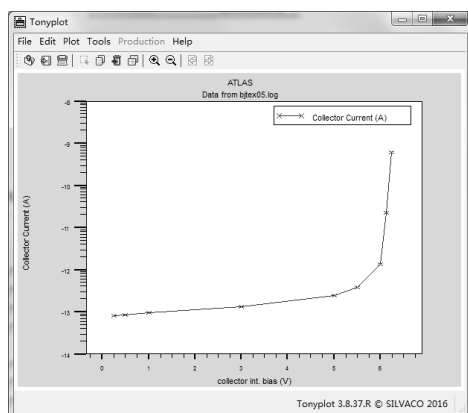 Tonyplot
File Edit Plot Tools Production Help
ATLAS
Data from bjtex05.log
Collector Current (A)
-8
-9
-10
-11
-12
-13
-14
Collector Current (A)
0 1 2 3 4 5 6
collector int. bias (V)
Tonyplot 3.8.37.R © SILVACO 2016